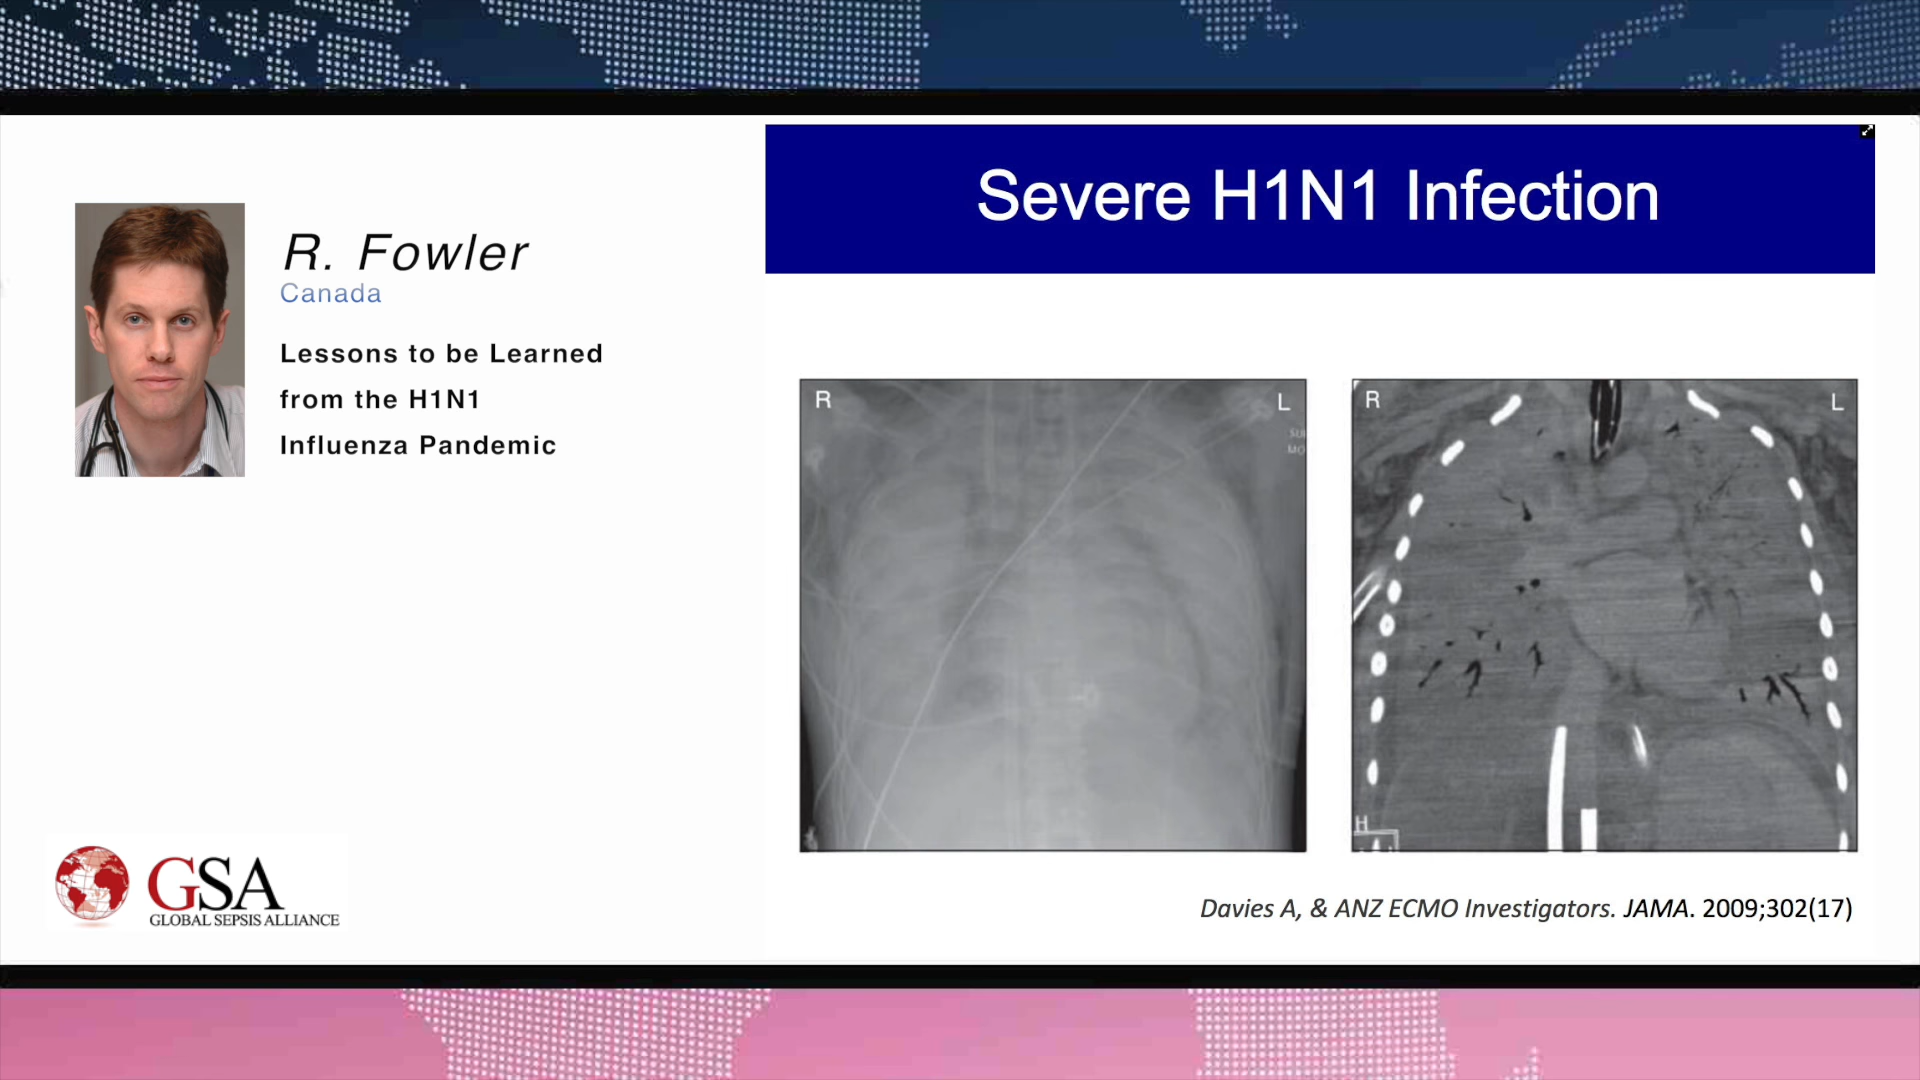 Severe H1N1 Infection
R. Fowler
Canada
Lessons to be Learned
from the H1N1
Influenza Pandemic
R
L
R
L
H
GSA
GLOBAL SEPSIS ALLIANCE
Davies A, & ANZ ECMO Investigators. JAMA. 2009;302(17)